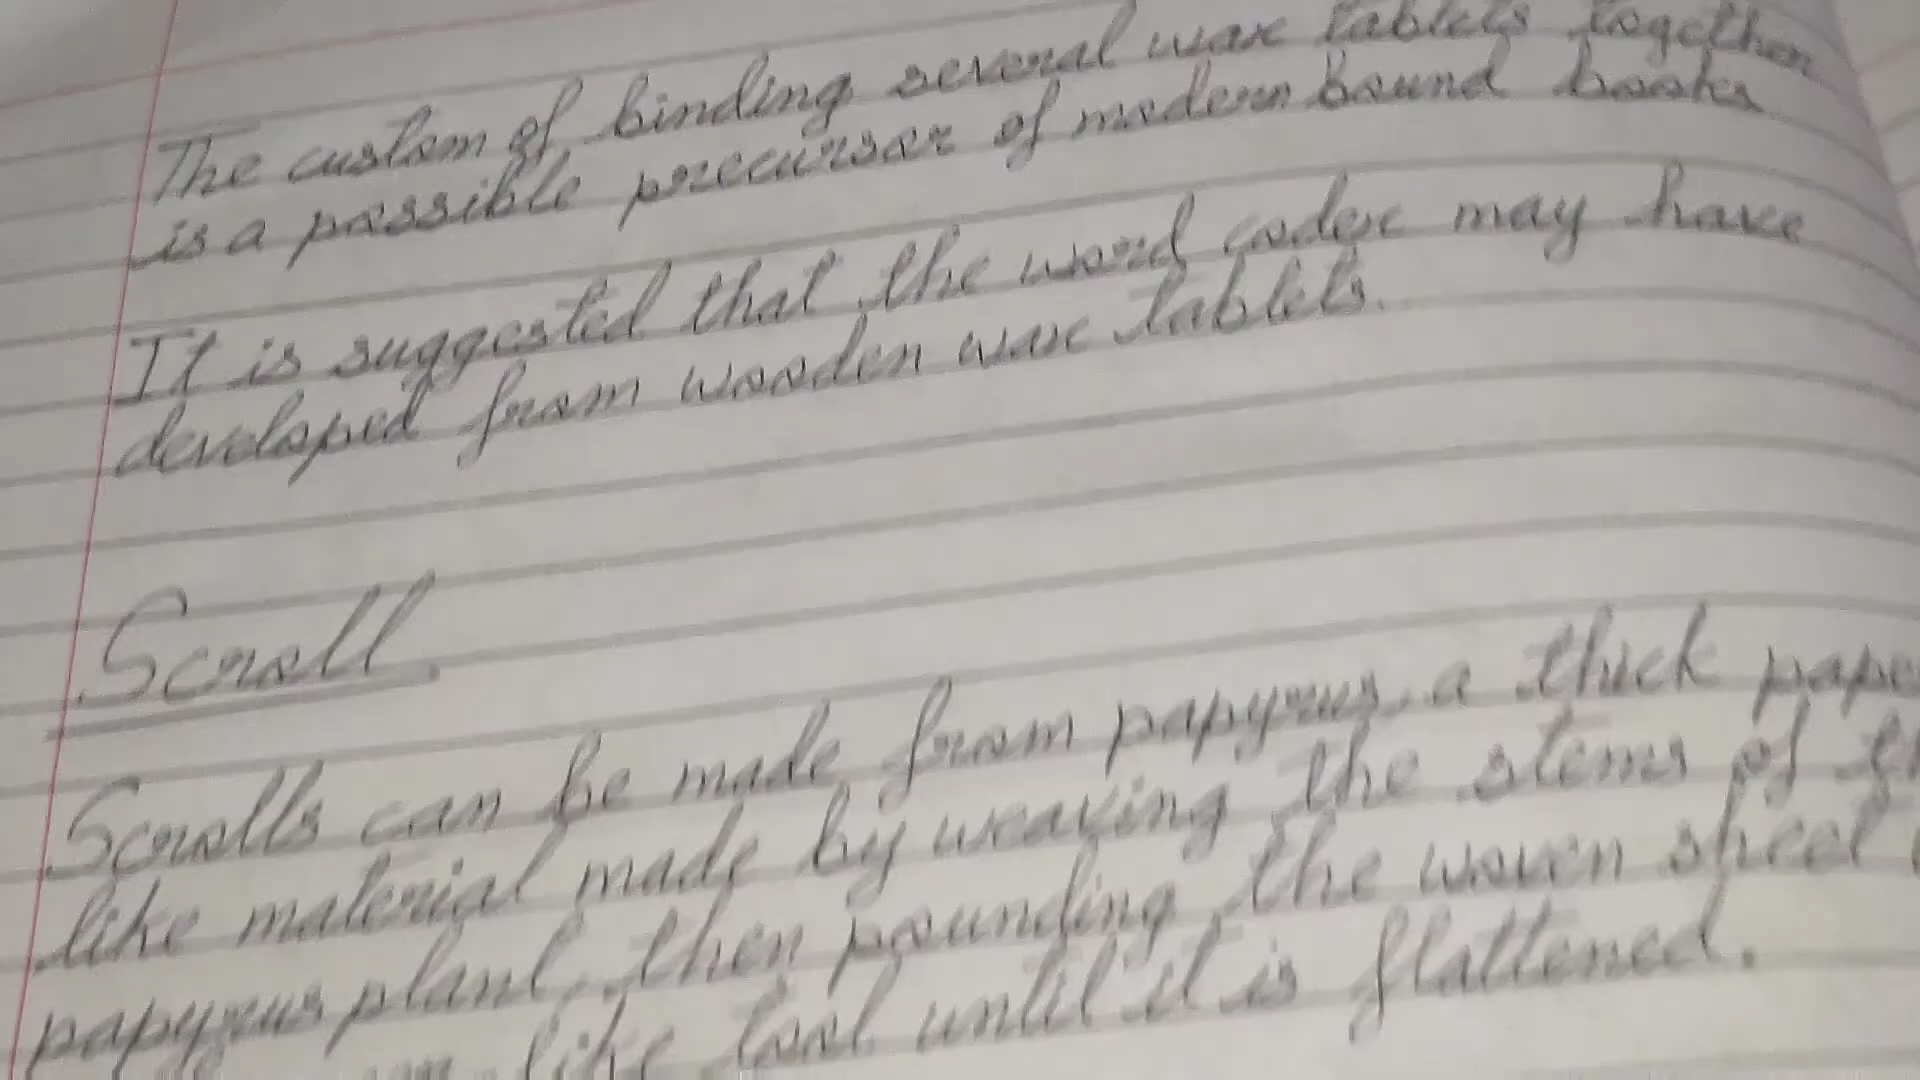 The custom of binding several wax tablets together
is a possible precursor of modern bound books
It is suggested that the word codex may have
developed from wooden wax tablets.
Scroll.
Scrolls can be made from papyrus, a thick paper
like material made by weaving the stems of
papyrus plant, then pounding the woven sheet
like tool until it is flattened.